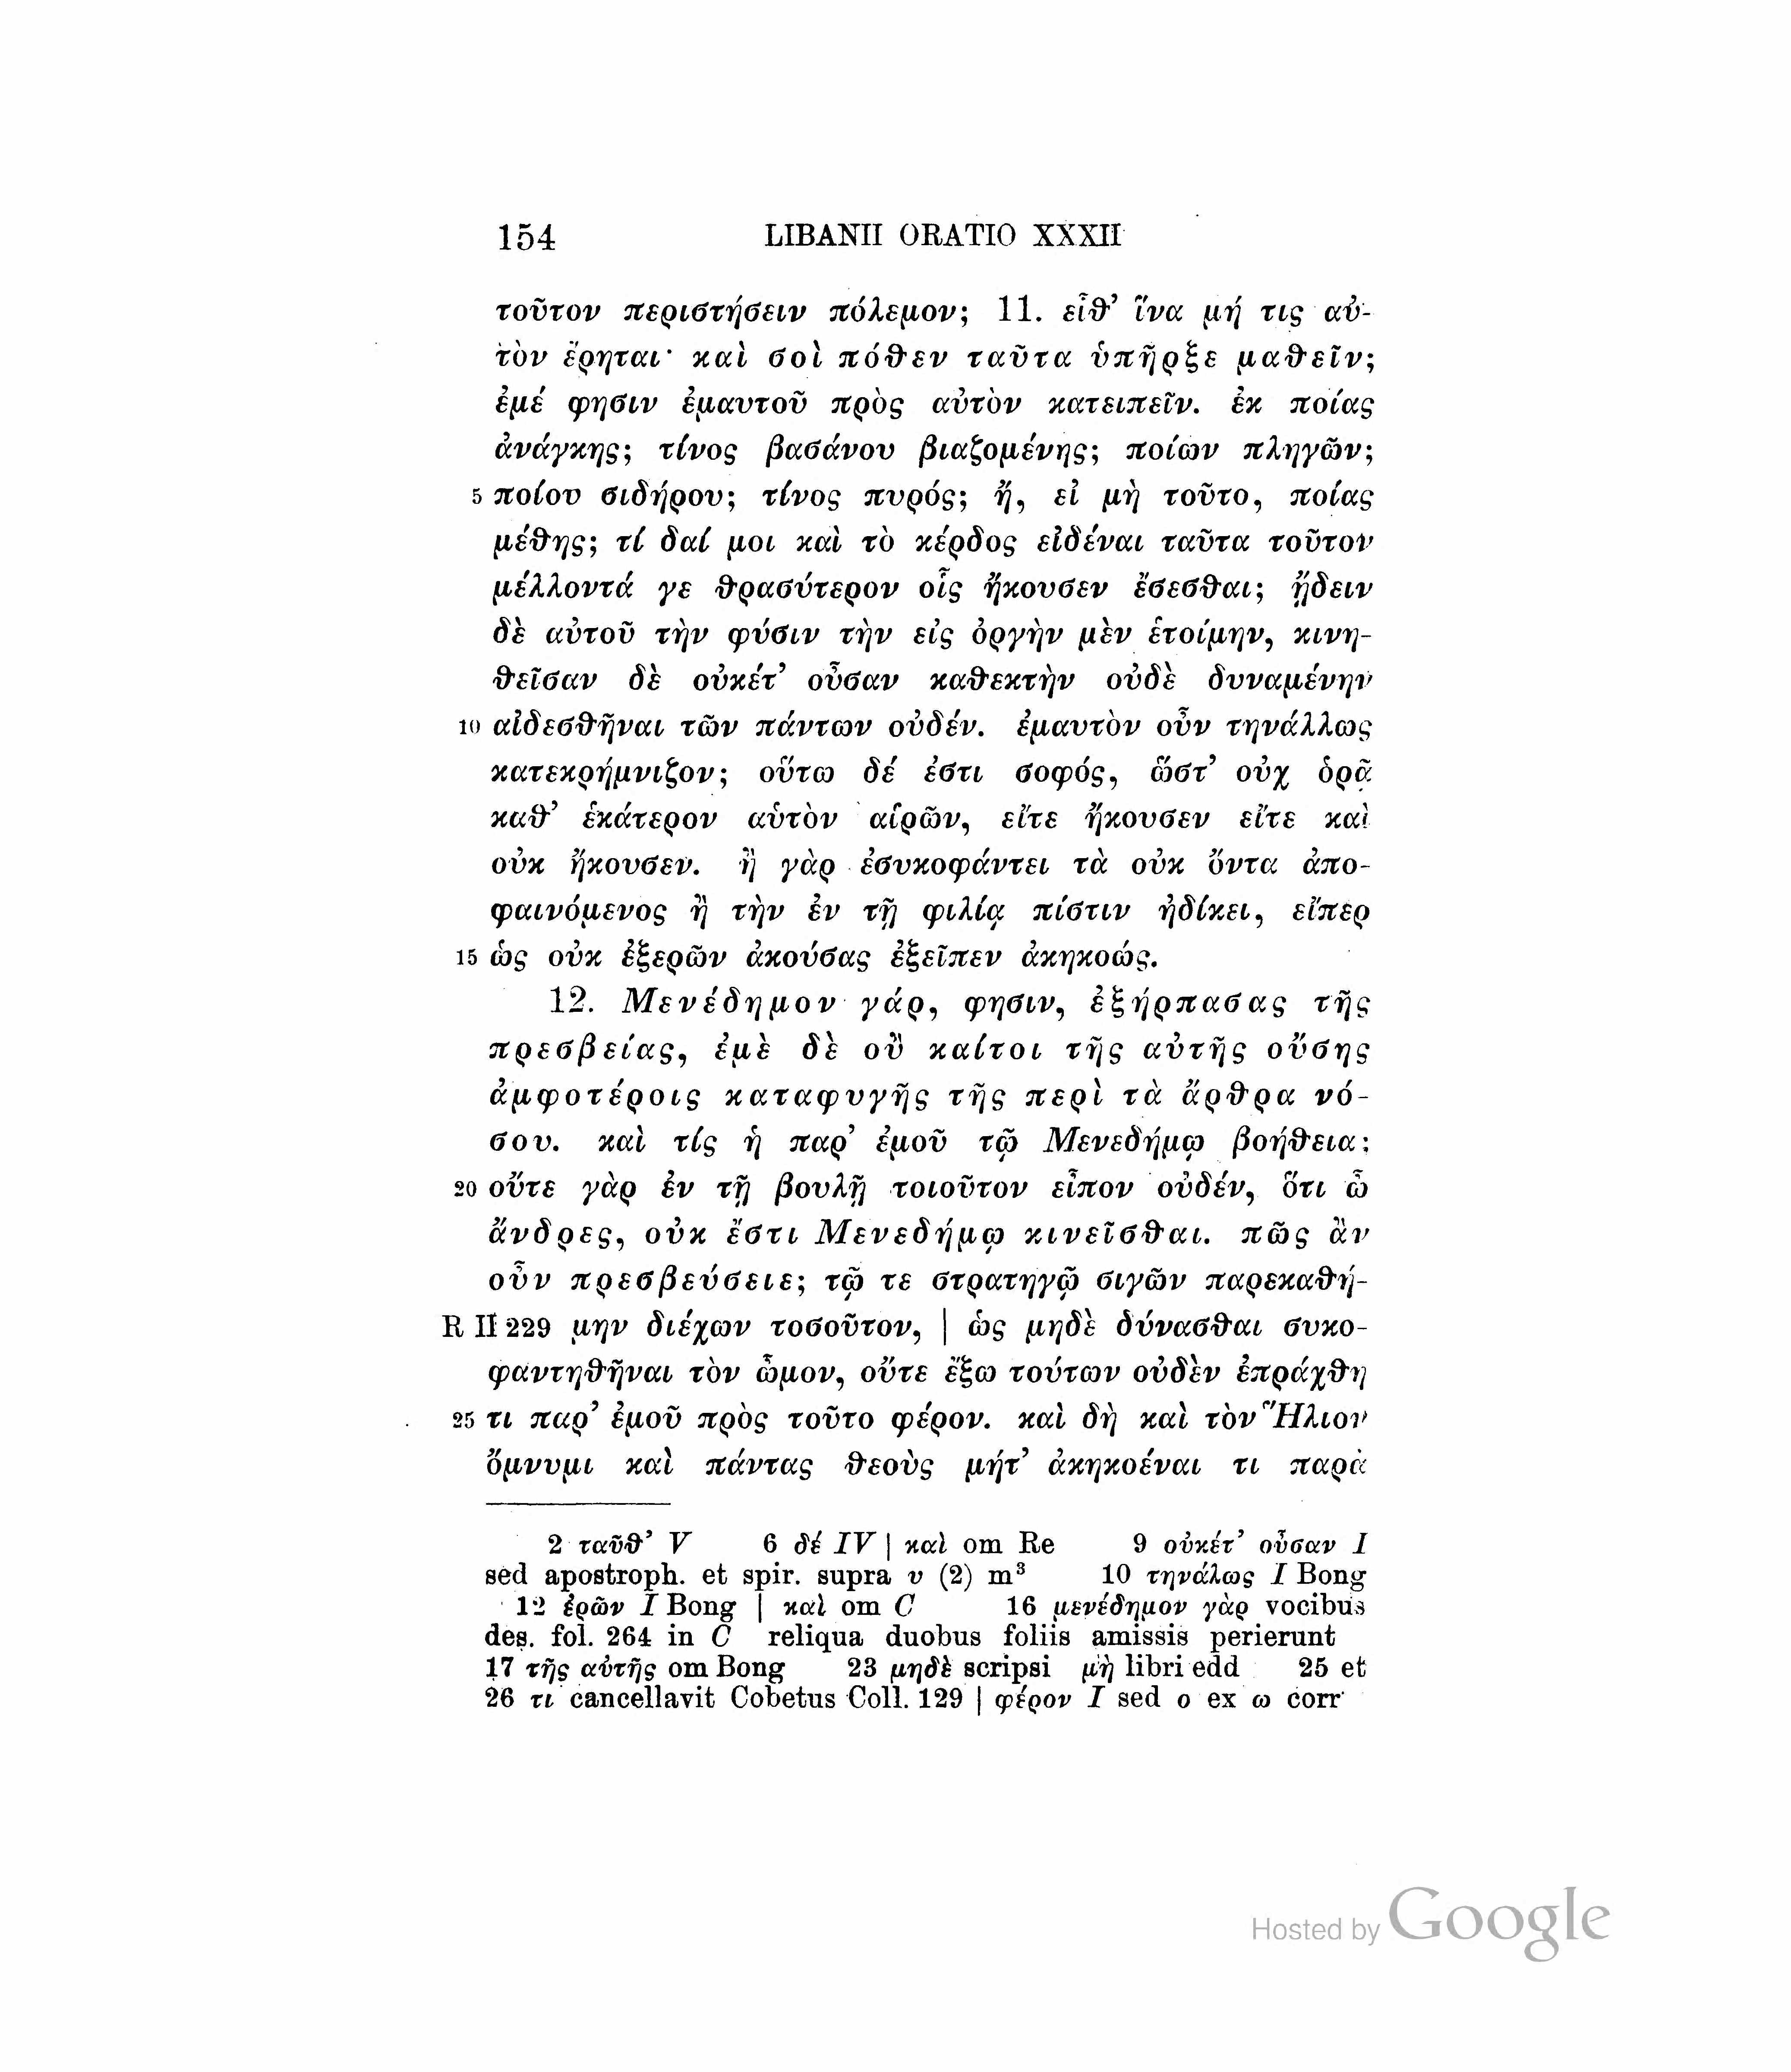 154 LIBANII ORATIO XXXII
τοῦτον περιστήσειν πόλεμον; 11. εἶθ’ ἵνα μή τις αὐ-
τὸν ἔρηται· καὶ σοὶ πόθεν ταῦτα ὑπῆρξε μαθεῖν;
ἐμέ φησιν ἐμαυτοῦ πρὸς αὐτὸν κατειπεῖν. ἐκ ποίας
ἀνάγκης; τίνος βασάνου βιαζομένης; ποίων πληγῶν;
5 ποίου σιδήρου; τίνος πυρός; ἤ, εἰ μὴ τοῦτο, ποίας
μέθης; τί δαί μοι καὶ τὸ κέρδος εἰδέναι ταῦτα τοῦτον
μέλλοντά γε θρασύτερον οἷς ἤκουσεν ἔσεσθαι; ᾔδειν
δὲ αὐτοῦ τὴν φύσιν τὴν εἰς ὀργὴν μὲν ἑτοίμην, κινη-
θεῖσαν δὲ οὐκέτ’ οὖσαν καθεκτὴν οὐδὲ δυναμένην
10 αἰδεσθῆναι τῶν πάντων οὐδέν. ἐμαυτὸν οὖν τηνάλλως
κατεκρήμνιζον; οὕτω δέ ἐστι σοφός, ὥστ’ οὐχ ὁρᾷ
καθ’ ἑκάτερον αὑτὸν αἱρῶν, εἴτε ἤκουσεν εἴτε καὶ
οὐκ ἤκουσεν. ἢ γὰρ ἐσυκοφάντει τὰ οὐκ ὄντα ἀπο-
φαινόμενος ἢ τὴν ἐν τῇ φιλίᾳ πίστιν ἠδίκει, εἴπερ
15 ὡς οὐκ ἐξερῶν ἀκούσας ἐξεῖπεν ἀκηκοώς.
12. Μενέδημον γάρ, φησιν, ἐξήρπασας τῆς
πρεσβείας, ἐμὲ δὲ οὒ καίτοι τῆς αὐτῆς οὔσης
ἀμφοτέροις καταφυγῆς τῆς περὶ τὰ ἄρθρα νό-
σου. καὶ τίς ἡ παρ’ ἐμοῦ τῷ Μενεδήμῳ βοήθεια;
20 οὔτε γὰρ ἐν τῇ βουλῇ τοιοῦτον εἶπον οὐδέν, ὅτι ὦ
ἄνδρες, οὐκ ἔστι Μενεδήμῳ κινεῖσθαι. πῶς ἂν
οὖν πρεσβεύσειε; τῷ τε στρατηγῷ σιγῶν παρεκαθή-
R II 229 μην διέχων τοσοῦτον, | ὡς μηδὲ δύνασθαι συκο-
φαντηθῆναι τὸν ὦμον, οὔτε ἔξω τούτων οὐδὲν ἐπράχθη
25 τι παρ’ ἐμοῦ πρὸς τοῦτο φέρον. καὶ δὴ καὶ τὸν Ἥλιον
ὄμνυμι καὶ πάντας θεοὺς μήτ’ ἀκηκοέναι τι παρὰ
2 ταῦθ’ V 6 δέ IV | καὶ om Re 9 οὐκέτ’ οὖσαν I
sed apostroph. et spir. supra υ (2) m³ 10 τηνάλως I Bong
12 ἐρῶν I Bong | καὶ om C 16 μενέδημον γὰρ vocibus
des. fol. 264 in C reliqua duobus foliis amissis perierunt
17 τῆς αὐτῆς om Bong 23 μηδὲ scripsi μὴ libri edd 25 et
26 τι cancellavit Cobetus Coll. 129 | φέρον I sed ο ex ω corr
Hosted by Google